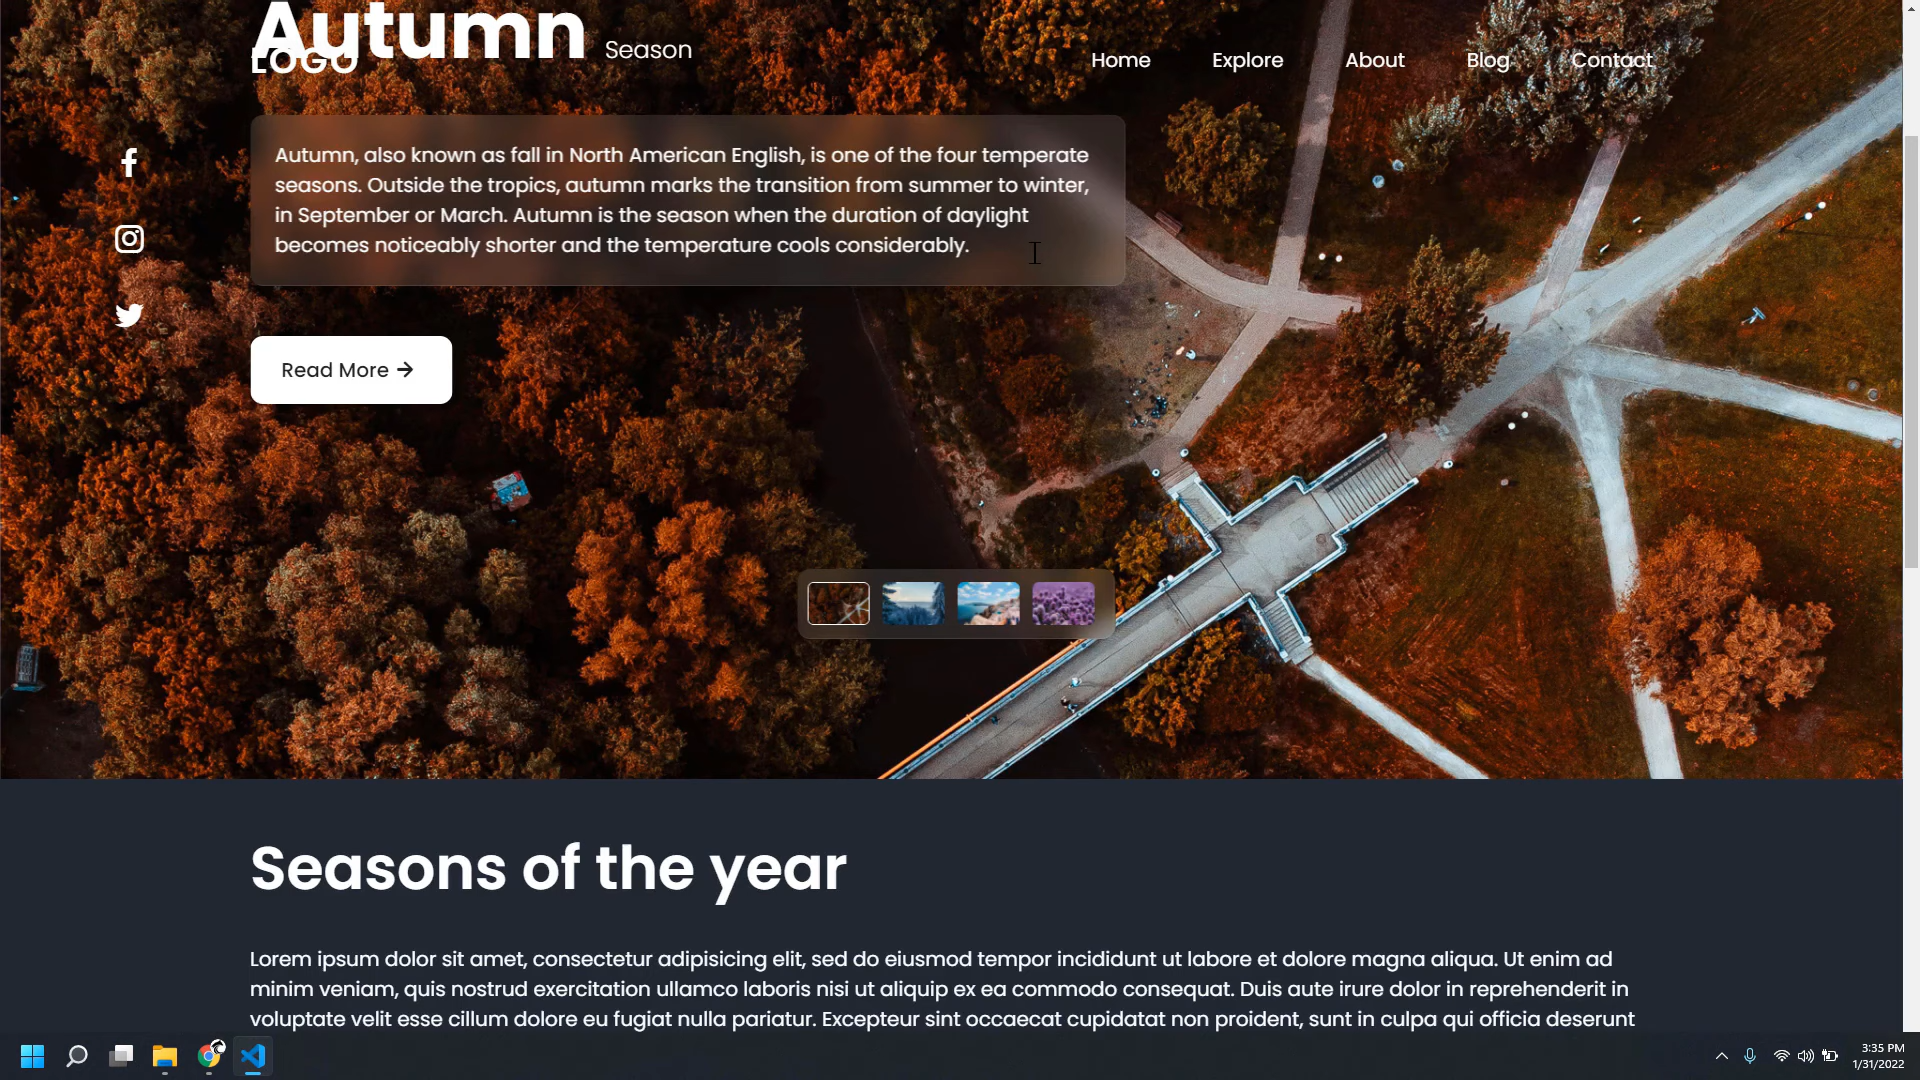 Autumn Season
LOGO
Home Explore About Blog Contact
Autumn, also known as fall in North American English, is one of the four temperate
seasons. Outside the tropics, autumn marks the transition from summer to winter,
in September or March. Autumn is the season when the duration of daylight
becomes noticeably shorter and the temperature cools considerably.
Read More
Seasons of the year
Lorem ipsum dolor sit amet, consectetur adipisicing elit, sed do eiusmod tempor incididunt ut labore et dolore magna aliqua. Ut enim ad
minim veniam, quis nostrud exercitation ullamco laboris nisi ut aliquip ex ea commodo consequat. Duis aute irure dolor in reprehenderit in
voluptate velit esse cillum dolore eu fugiat nulla pariatur. Excepteur sint occaecat cupidatat non proident, sunt in culpa qui officia deserunt
3:35 PM
1/31/2022